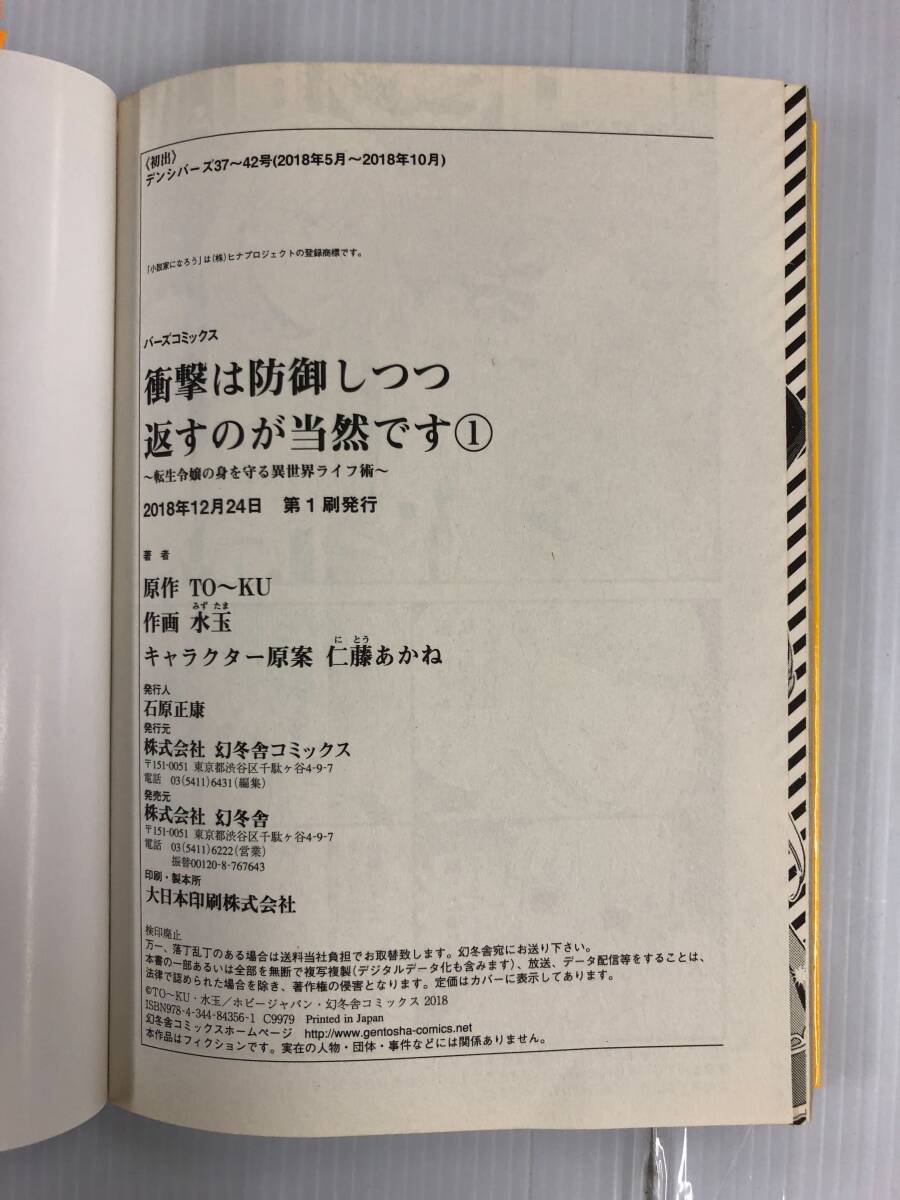 〈初出〉
デンシバーズ37〜42号(2018年5月〜2018年10月)
「小説家になろう」は(株)ヒナプロジェクトの登録商標です。
バーズコミックス
衝撃は防御しつつ
返すのが当然です①
〜転生令嬢の身を守る異世界ライフ術〜
2018年12月24日 第1刷発行
著者
原作 TO〜KU
みず たま
作画 水玉
に とう
キャラクター原案 仁藤あかね
発行人
石原正康
発行元
株式会社 幻冬舎コミックス
〒151-0051 東京都渋谷区千駄ヶ谷4-9-7
電話 03(5411)6431(編集)
発売元
株式会社 幻冬舎
〒151-0051 東京都渋谷区千駄ヶ谷4-9-7
電話 03(5411)6222(営業)
振替00120-8-767643
印刷・製本所
大日本印刷株式会社
検印廃止
万一、落丁乱丁のある場合は送料当社負担でお取替致します。幻冬舎宛にお送り下さい。
本書の一部あるいは全部を無断で複写複製(デジタルデータ化も含みます)、放送、データ配信等をすることは、
法律で認められた場合を除き、著作権の侵害となります。定価はカバーに表示してあります。
©TO〜KU・水玉／ホビージャパン・幻冬舎コミックス 2018
ISBN978-4-344-84356-1 C9979 Printed in Japan
幻冬舎コミックスホームページ http://www.gentosha-comics.net
本作品はフィクションです。実在の人物・団体・事件などには関係ありません。